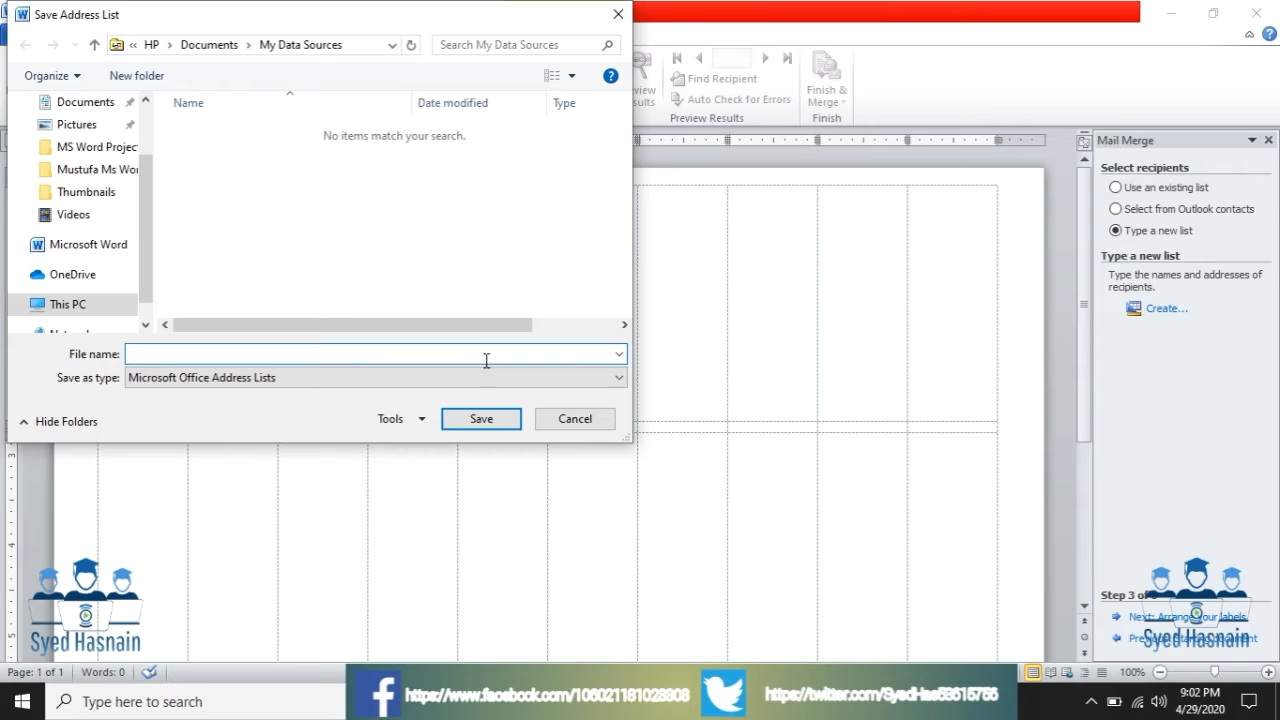 Save Address List
« HP > Documents > My Data Sources
Search My Data Sources
Organize
New folder
Name
Date modified
Type
No items match your search.
Documents
Pictures
MS Word Projec
Mustufa Ms Wo
Thumbnails
Videos
Microsoft Word
OneDrive
This PC
File name:
Save as type: Microsoft Office Address Lists
Hide Folders
Tools
Save
Cancel
Find Recipient
Auto Check for Errors
Preview Results
Finish & Merge
Finish
Mail Merge
Select recipients
Use an existing list
Select from Outlook contacts
Type a new list
Type a new list
Type the names and addresses of
recipients.
Create...
Step 3 of
Next: Arrange your labels
Syed Hasnain
Syed Hasnain
Page: 1 of 1
Words: 0
100%
https://www.facebook.com/106021181023808
Type here to search
9:02 PM
4/29/2020